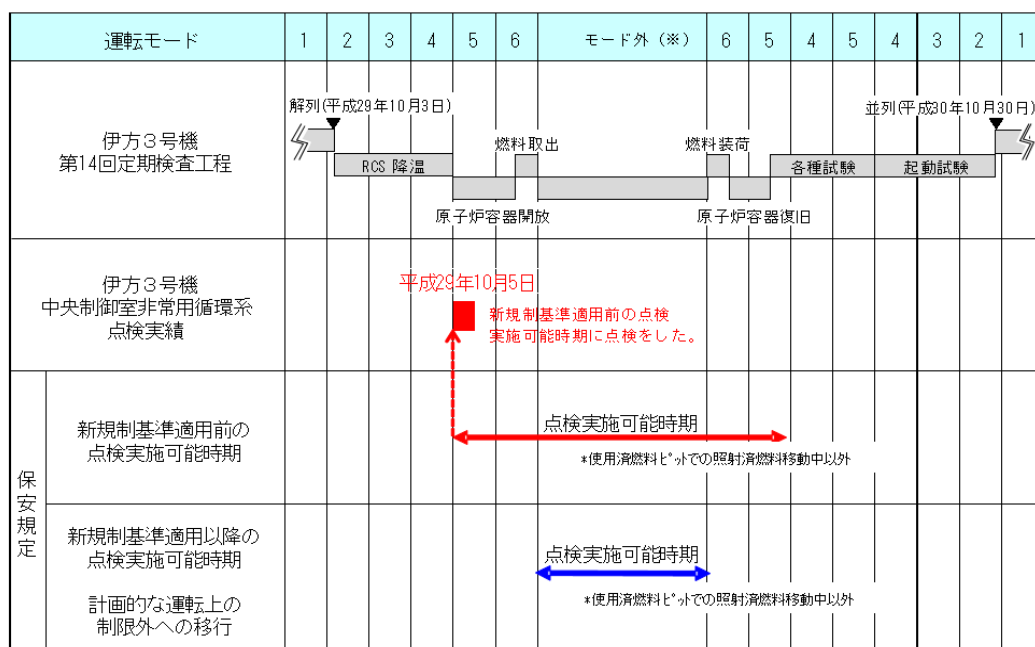 運転モード 1 2 3 4 5 6 モード外(※) 6 5 4 5 4 3 2 1
伊方3号機
第14回定期検査工程
解列(平成29年10月3日)
並列(平成30年10月30日)
燃料取出
燃料装荷
RCS 降温
各種試験
起動試験
原子炉容器開放
原子炉容器復旧
伊方3号機
中央制御室非常用循環系
点検実績
平成29年10月5日
新規制基準適用前の点検
実施可能時期に点検をした。
保安規定
新規制基準適用前の
点検実施可能時期
点検実施可能時期
*使用済燃料ピットでの照射済燃料移動中以外
新規制基準適用以降の
点検実施可能時期
計画的な運転上の
制限外への移行
点検実施可能時期
*使用済燃料ピットでの照射済燃料移動中以外